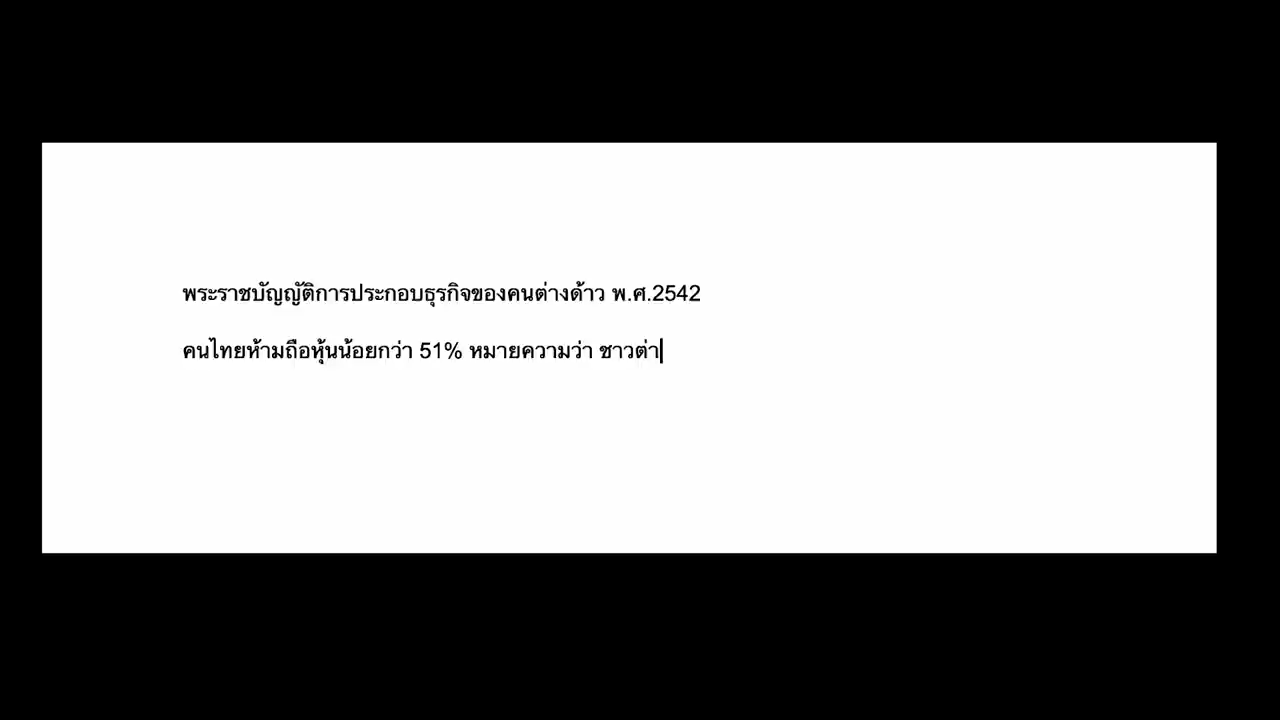 พระราชบัญญัติการประกอบธุรกิจของคนต่างด้าว พ.ศ.2542
คนไทยห้ามถือหุ้นน้อยกว่า 51% หมายความว่า ชาวต่า